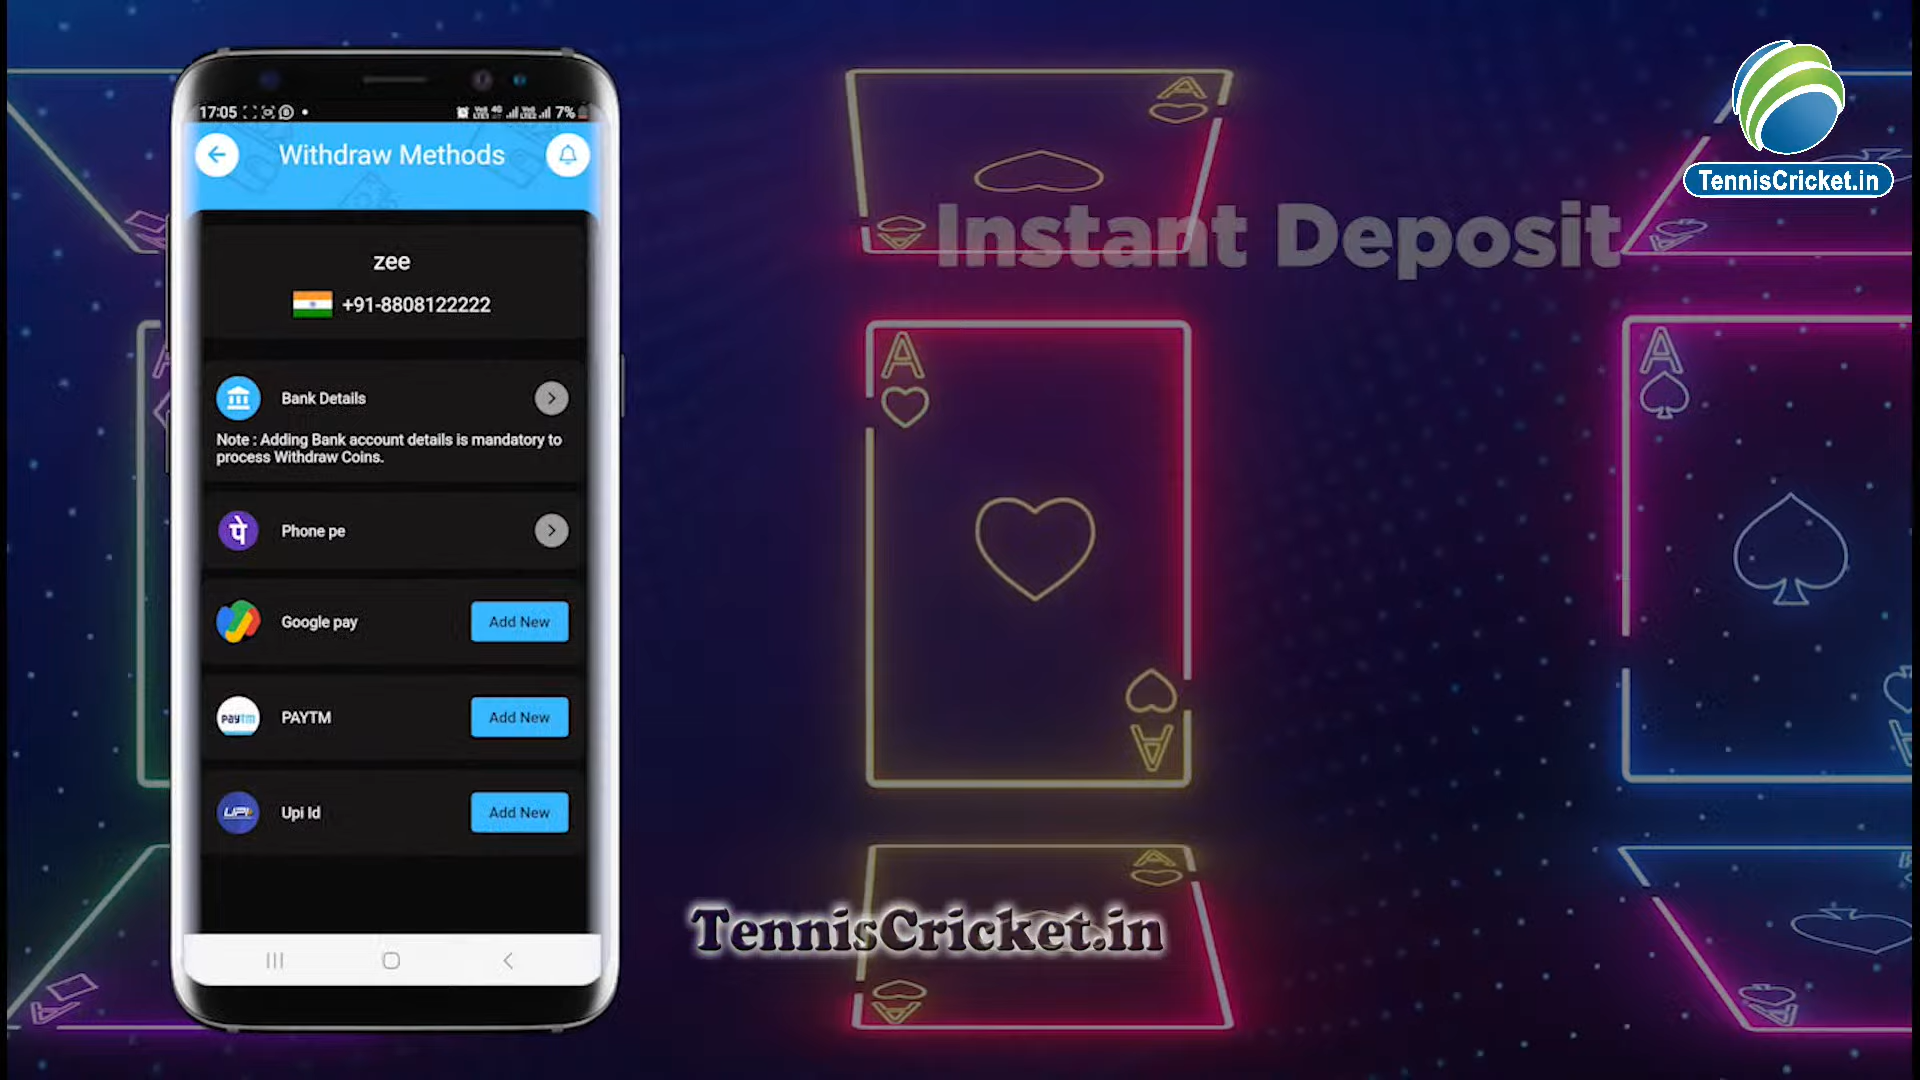 17:05
7%
Withdraw Methods
zee
+91-8808122222
Bank Details
Note : Adding Bank account details is mandatory to
process Withdraw Coins.
पे
Phone pe
Google pay
Add New
paytm
PAYTM
Add New
UPI
Upi Id
Add New
Instant Deposit
TennisCricket.in
TennisCricket.in
A
A
A
A
A
A
A
A